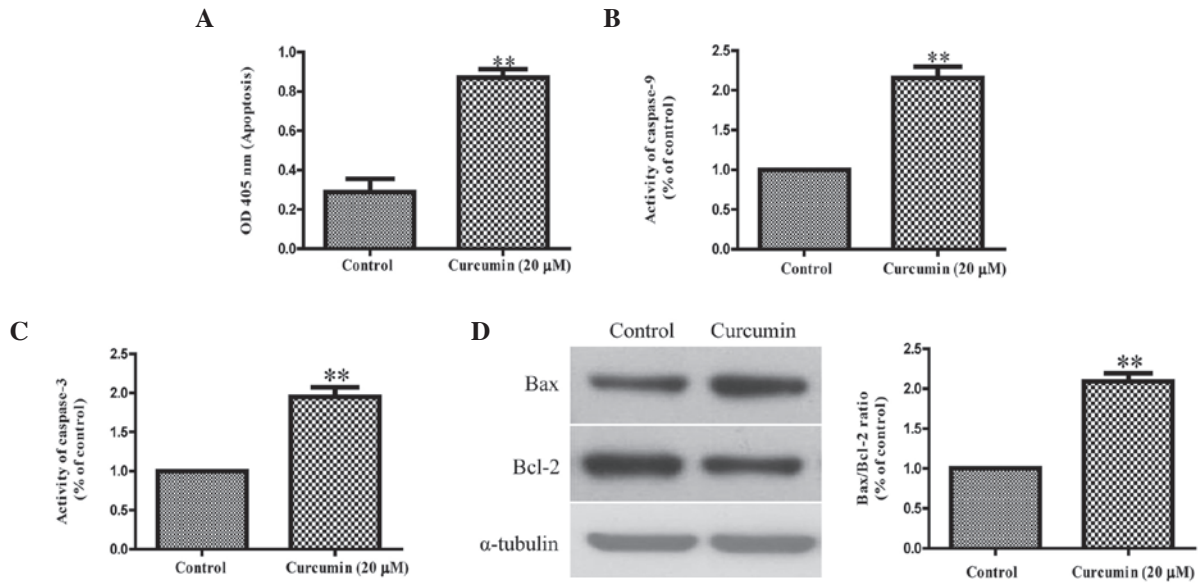 A
OD 405 nm (Apoptosis)
1.0
0.8
0.6
0.4
0.2
0.0
**
Control
Curcumin (20 μM)
B
Activity of caspase-9
(% of control)
2.5
2.0
1.5
1.0
0.5
0.0
**
Control
Curcumin (20 μM)
C
Activity of caspase-3
(% of control)
2.5
2.0
1.5
1.0
0.5
0.0
**
Control
Curcumin (20 μM)
D
Control Curcumin
Bax
Bcl-2
α-tubulin
Bax/Bcl-2 ratio
(% of control)
2.5
2.0
1.5
1.0
0.5
0.0
**
Control
Curcumin (20 μM)